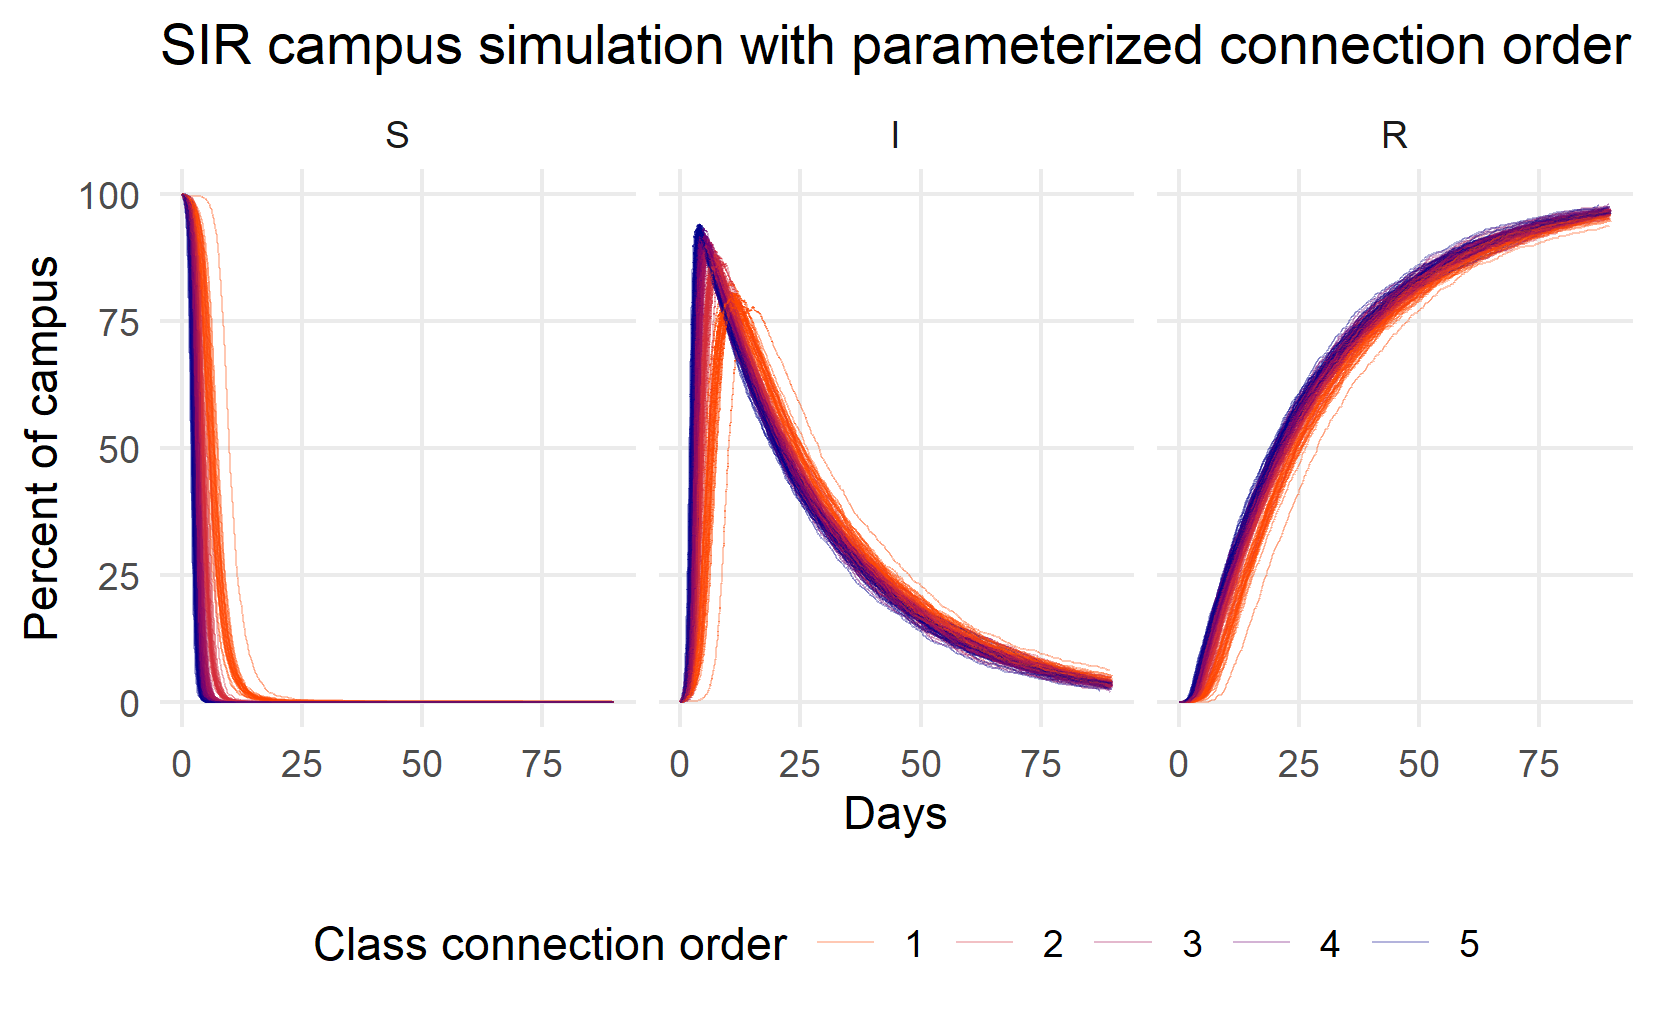 SIR campus simulation with parameterized connection order
S I R
Percent of campus
100
75
50
25
0
0 25 50 75 0 25 50 75 0 25 50 75
Days
Class connection order 1 2 3 4 5